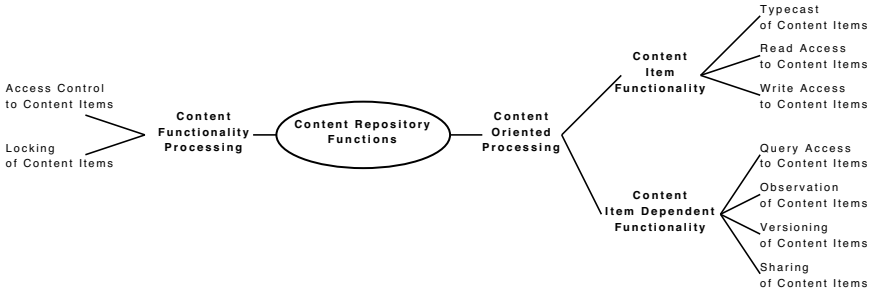 Access Control
to Content Items
Locking
of Content Items
Content
Functionality
Processing
Content Repository
Functions
Content
Oriented
Processing
Content
Item
Functionality
Typecast
of Content Items
Read Access
to Content Items
Write Access
to Content Items
Content
Item Dependent
Functionality
Query Access
to Content Items
Observation
of Content Items
Versioning
of Content Items
Sharing
of Content Items